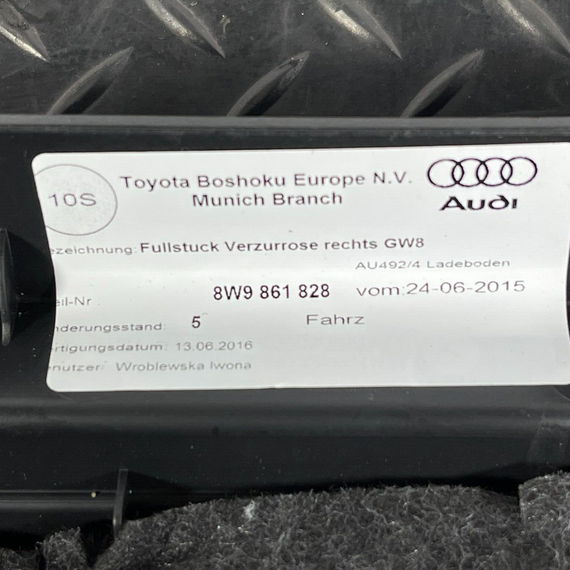 10S
Toyota Boshoku Europe N.V.
Munich Branch
Audi
zeichnung: Fullstuck Verzurrose rechts GW8
AU492/4 Ladeboden
eil-Nr. 8W9 861 828 vom:24-06-2015
nderungsstand: 5 Fahrz
rtigungsdatum: 13.06.2016
nutzer: Wroblewska Iwona